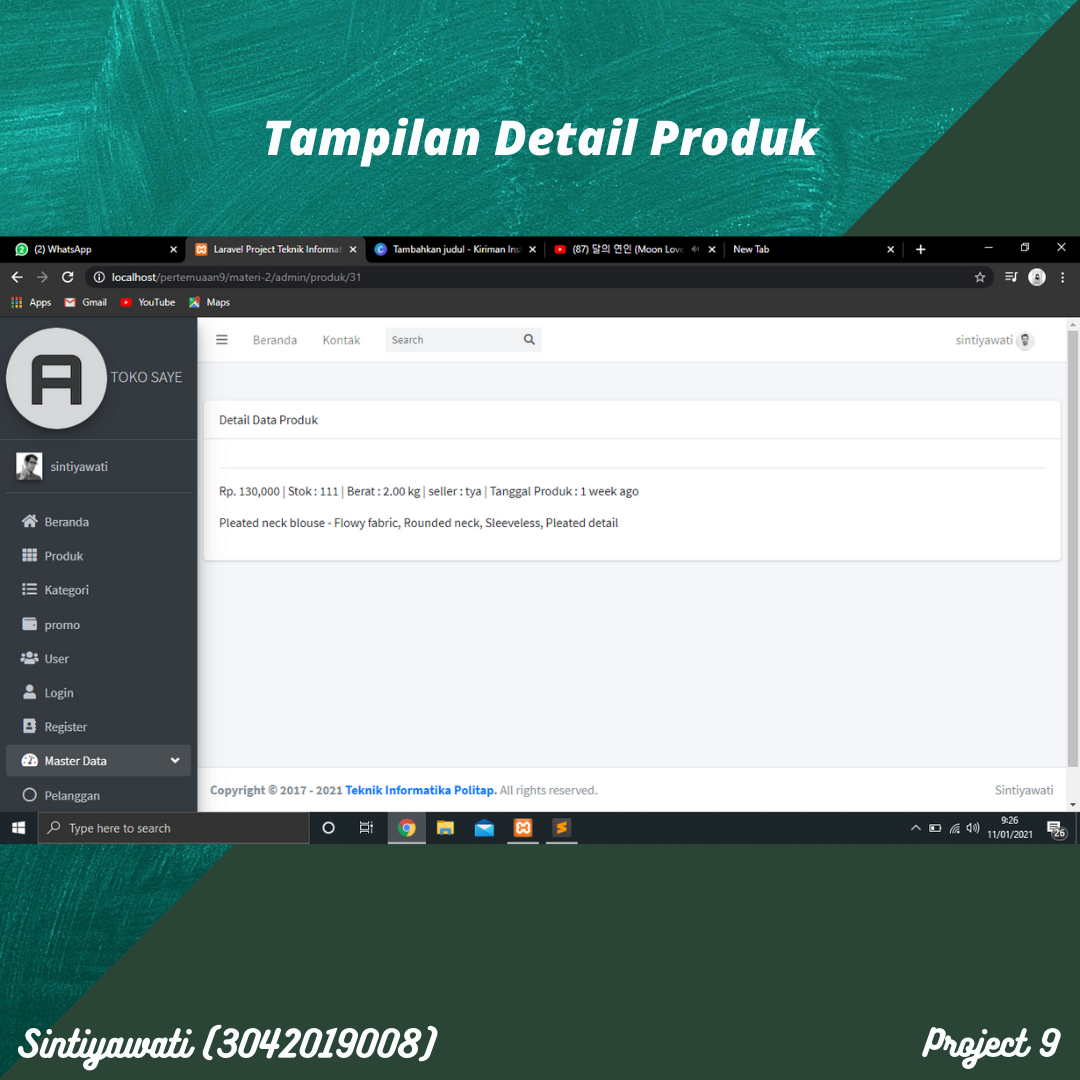 Tampilan Detail Produk
(2) WhatsApp
Laravel Project Teknik Informat
Tambahkan judul - Kiriman Ins
(87) 달의 연인 (Moon Love
New Tab
localhost/pertemuaan9/materi-2/admin/produk/31
Apps Gmail YouTube Maps
A TOKO SAYE
Beranda Kontak Search sintiyawati
Detail Data Produk
sintiyawati
Rp. 130,000 | Stok : 111 | Berat : 2.00 kg | seller : tya | Tanggal Produk : 1 week ago
Pleated neck blouse - Flowy fabric, Rounded neck, Sleeveless, Pleated detail
Beranda
Produk
Kategori
promo
User
Login
Register
Master Data
Pelanggan
Copyright © 2017 - 2021 Teknik Informatika Politap. All rights reserved. Sintiyawati
Type here to search
9:26
11/01/2021
26
Sintiyawati (3042019008)
Project 9